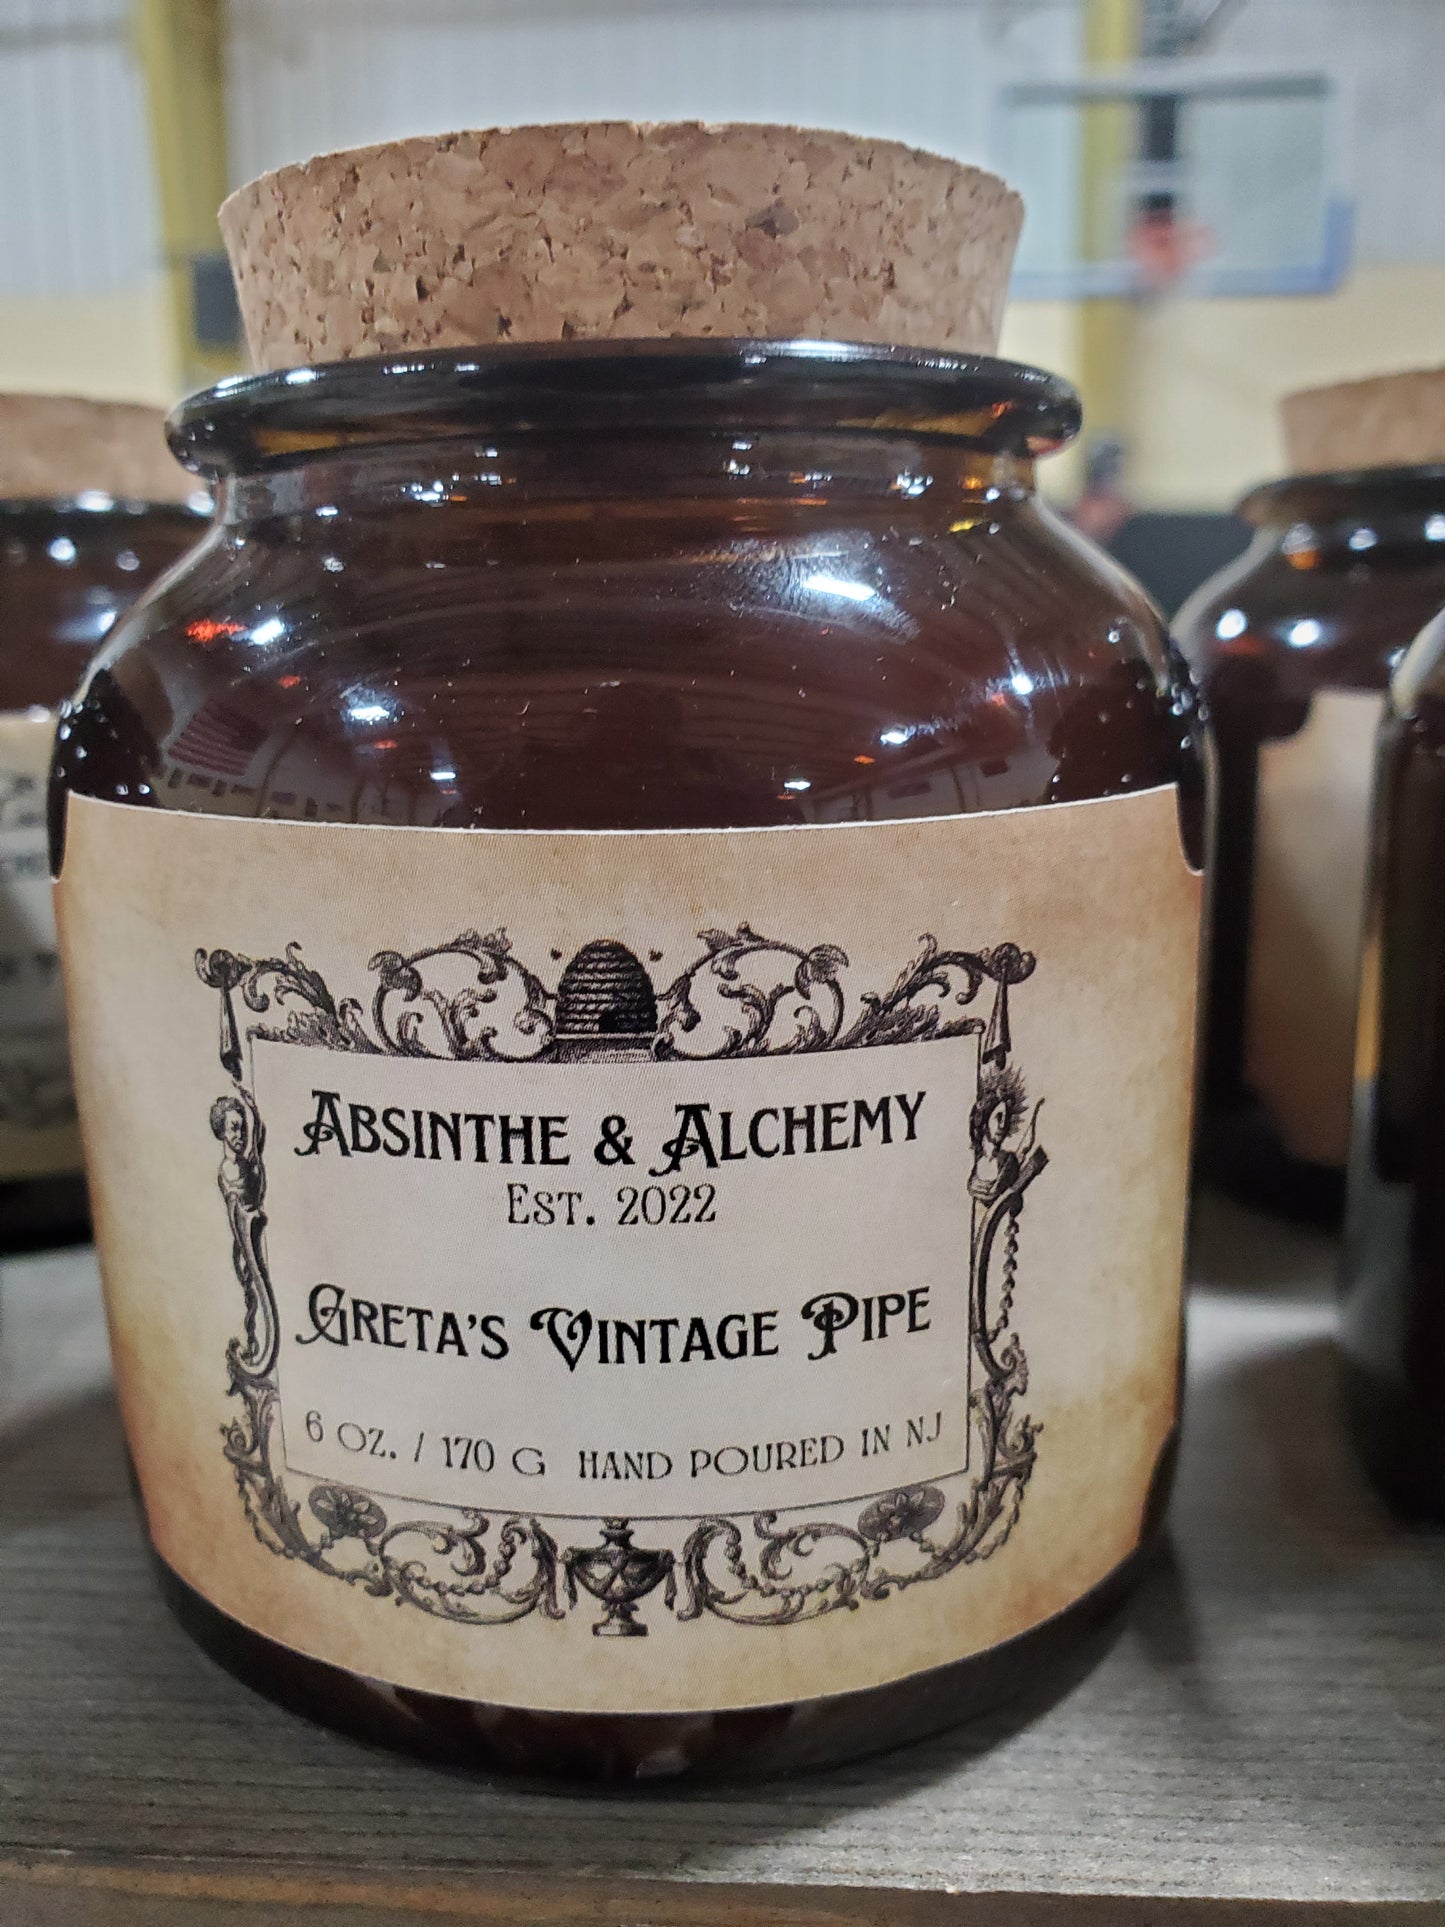 Absinthe & Alchemy
Est. 2022
Greta's Vintage Pipe
6 oz. / 170 g hand poured in NJ